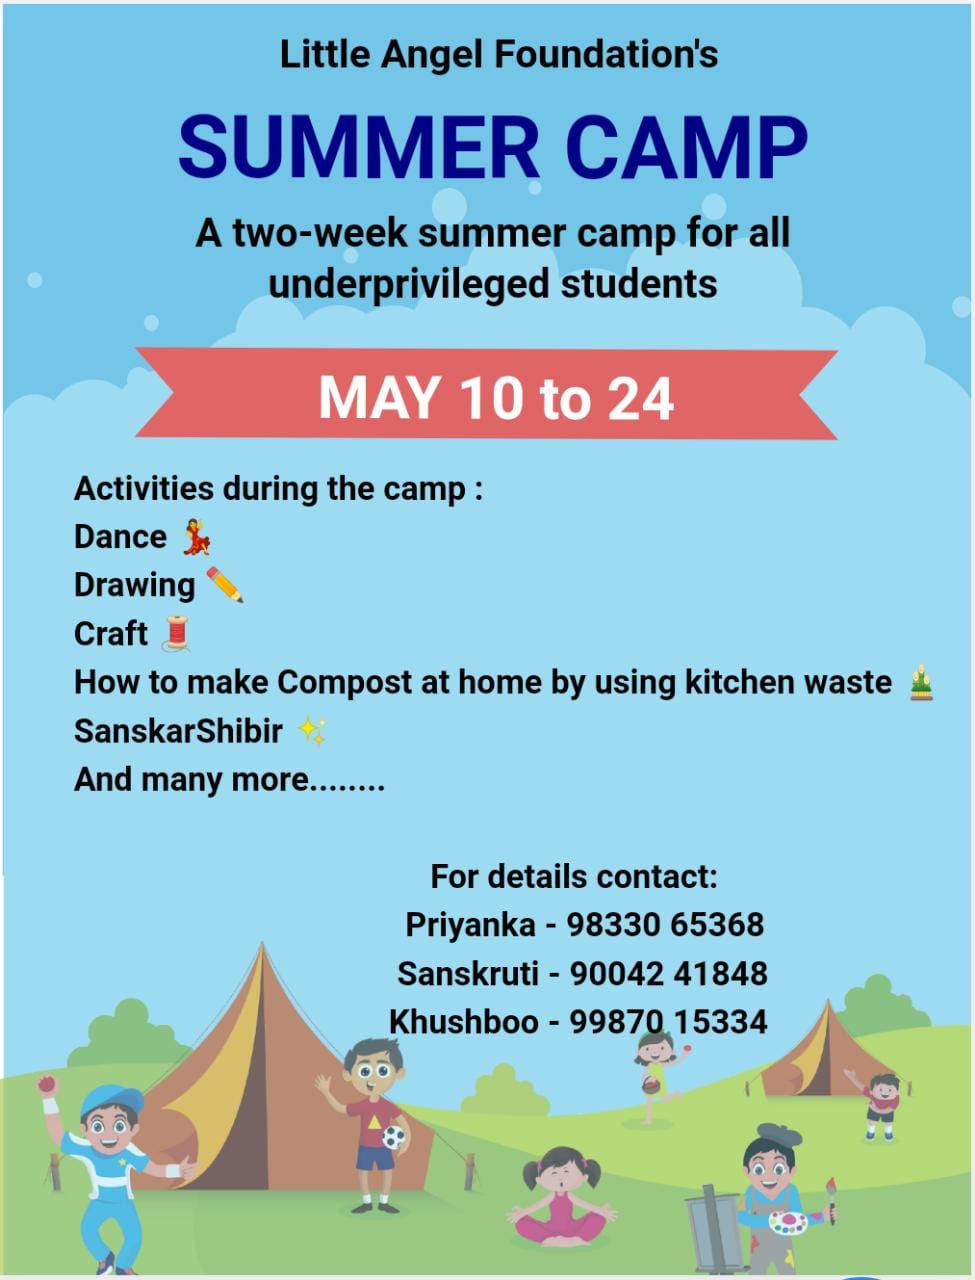 Little Angel Foundation's
SUMMER CAMP
A two-week summer camp for all
underprivileged students
MAY 10 to 24
Activities during the camp :
Dance 💃
Drawing ✏️
Craft 🧵
How to make Compost at home by using kitchen waste 🎍
SanskarShibir ✨
And many more........
For details contact:
Priyanka - 98330 65368
Sanskruti - 90042 41848
Khushboo - 99870 15334